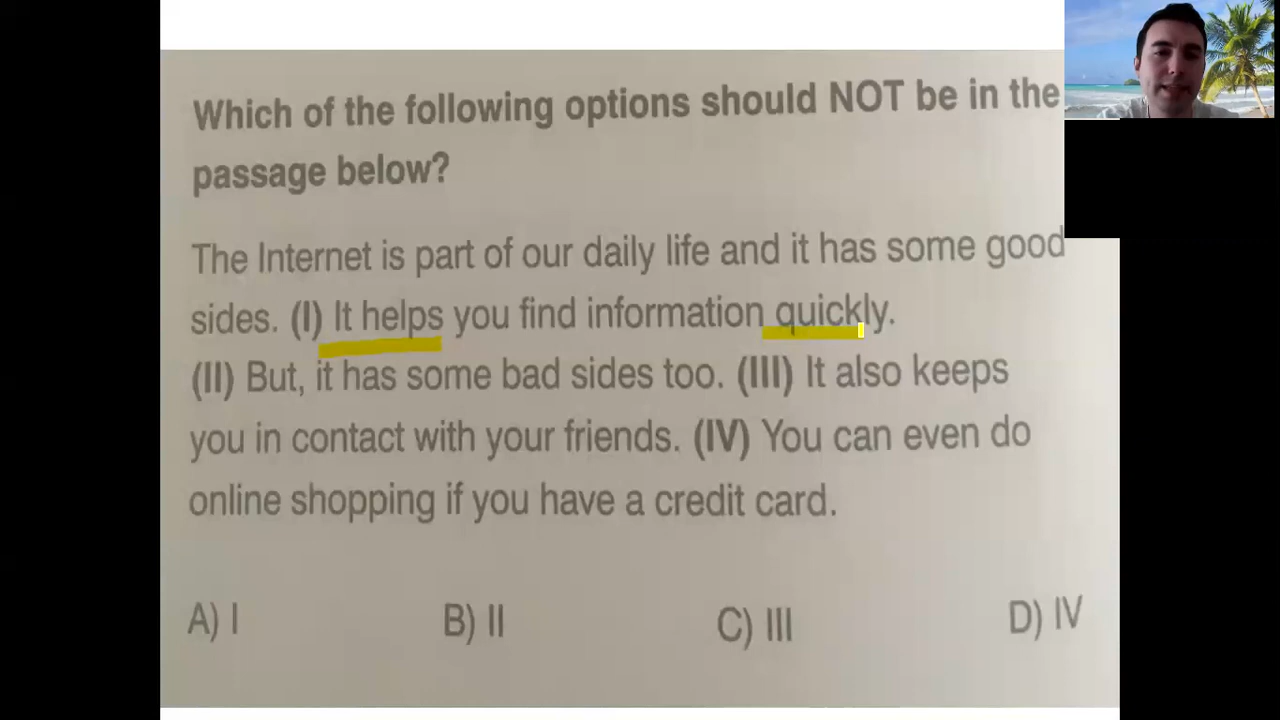 Which of the following options should NOT be in the
passage below?
The Internet is part of our daily life and it has some good
sides. (I) It helps you find information quickly.
(II) But, it has some bad sides too. (III) It also keeps
you in contact with your friends. (IV) You can even do
online shopping if you have a credit card.
A) I B) II C) III D) IV